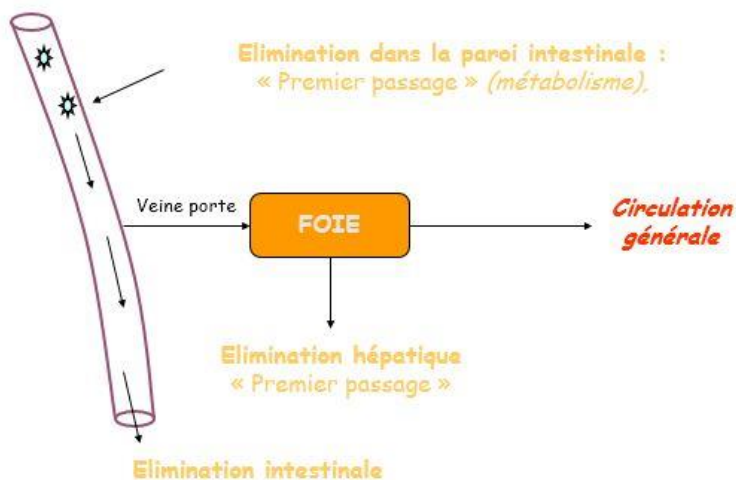 Elimination dans la paroi intestinale :
« Premier passage » (métabolisme),
Veine porte
FOIE
Circulation
générale
Elimination hépatique
« Premier passage »
Elimination intestinale